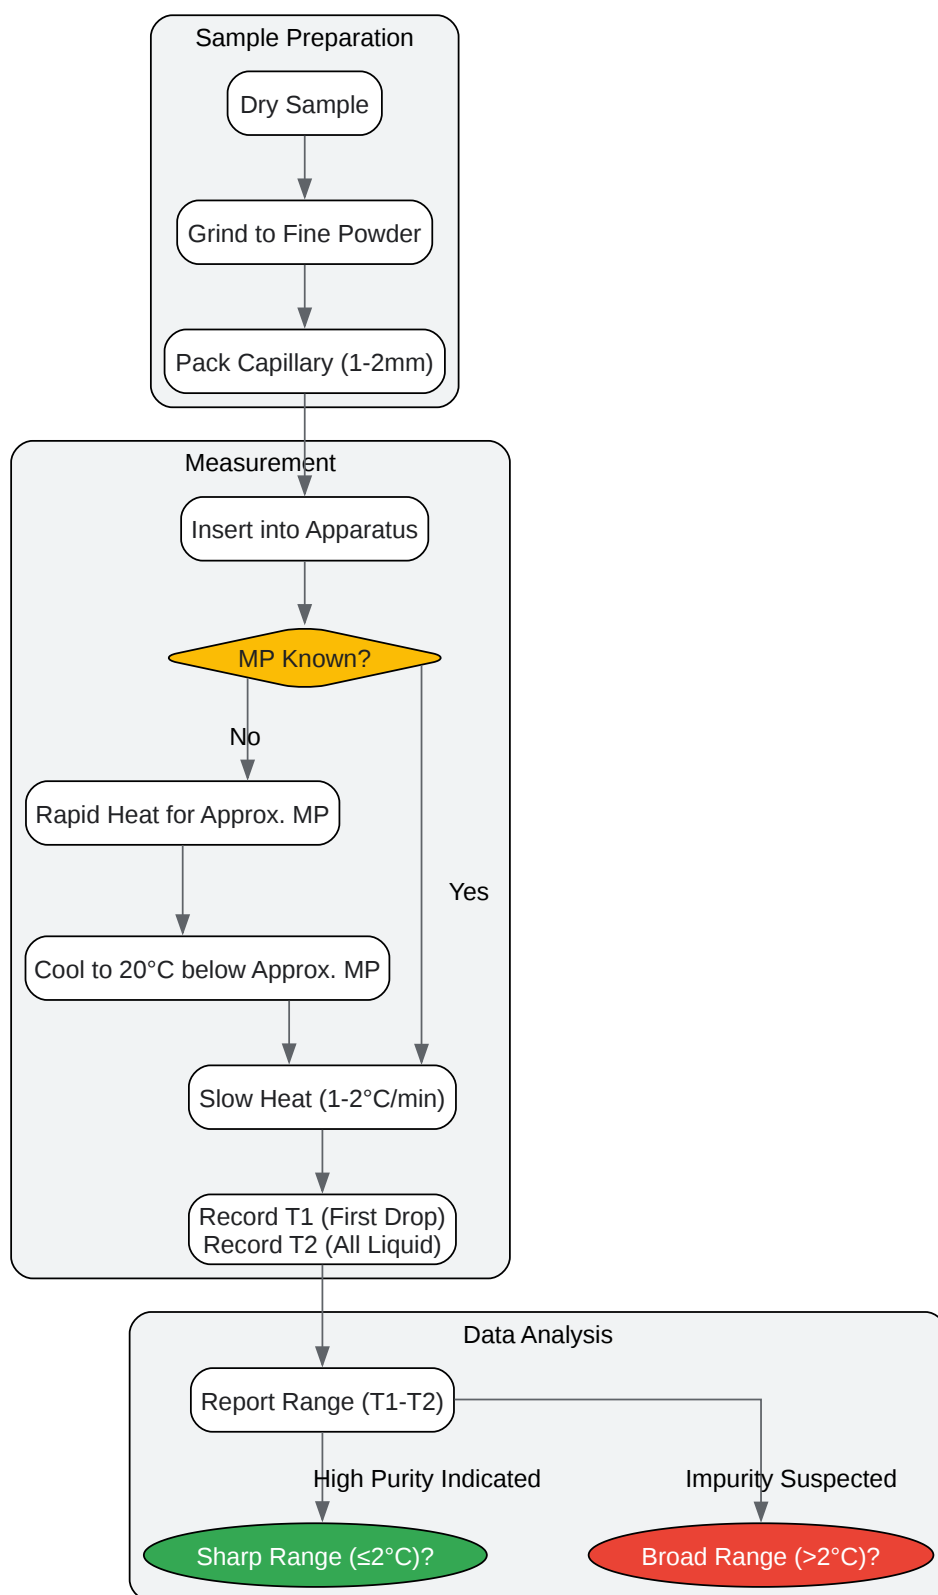 Sample Preparation
Dry Sample
Grind to Fine Powder
Pack Capillary (1-2mm)
Measurement
Insert into Apparatus
MP Known?
No
Rapid Heat for Approx. MP
Yes
Cool to 20°C below Approx. MP
Slow Heat (1-2°C/min)
Record T1 (First Drop)
Record T2 (All Liquid)
Data Analysis
Report Range (T1-T2)
High Purity Indicated
Impurity Suspected
Sharp Range (≤2°C)?
Broad Range (>2°C)?